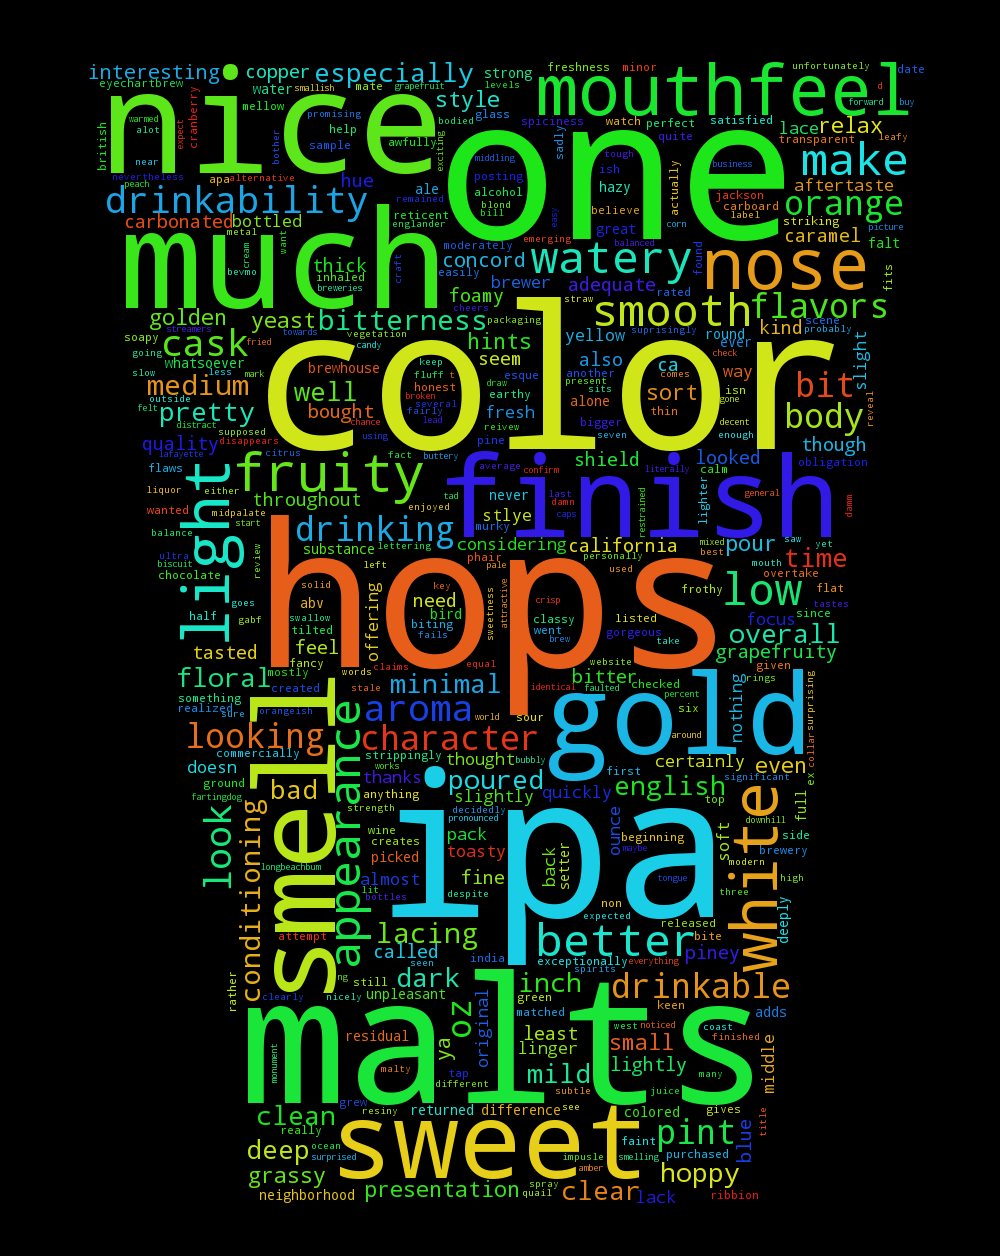 interesting
copper
especially
strong
freshness
minor
unfortunately
date
eyechartbrew
water
smallish
mate
grapefruit
levels
mouthfeel
forward
d
buy
nice
mellow
promising
style
bodied
glass
spiciness
watch
perfect
satisfied
lace
relax
leafy
british
warmed
alot
expect
cranberry
bother
help
sample
awfully
exciting
one
sadly
tough
quite
transparent
make
near
nevertheless
peach
apa
alternative
hue
ale
remained
middling
posting
alcohol
blond
bill
easy
ish
hazy
believe
great
actually
business
jackson
carboard
label
aftertaste
orange
striking
picture
drinkability
carbonated
bottled
metal
want
cream
bevmo
much
reticent
englander
moderately
emerging
balanced
corn
found
caramel
falt
fits
thick
inhaled
breweries
craft
easily
concord
brewer
watery
adequate
rated
nose
foamy
cheers
straw
smooth
flavors
golden
yeast
bitterness
hints
packaging
yellow
suprisingly
round
kind
scene
probably
soapy
streamers
cask
fried
towards
vegetation
candy
color
seem
also
ca
ever
check
way
slight
going
whatsoever
brewhouse
keep
fluff t
esque
another
comes
isn
slow
less
mark
medium
well
honest
broken
draw
earthy
present
sits
sort
gone
bit
outside
felt
supposed
pretty
distract
bought
chance
several
fairly
lead
fresh
alone
thin
decent
body
reveal
quality
lafayette
disappears
using
pine
bigger
seven
enough
though
flaws
citrus
fact
buttery
average
confirm
shield
literally
looked
calm
obligation
light
fruity
finish
liquor
either
throughout
enjoyed
tad
never
last
damn
caps
restrained
lighter
general
damm
wanted
midpalate
start
drinking
stlye
murky
balance
ultra
biscuit
chocolate
review
substance
lettering
considering
california
personally
mixed
best
pour
saw
yet
mouth
time
hops
left
phair
pale
used
overtake
tastes
half
goes
gabf
solid
abv
swallow
tilted
offering
key
need
bird
biting
fails
sweetness
attractive
crisp
classy
went
brew
listed
gorgeous
take
frothy
low
flat
since
focus
tasted
feel
fancy
overall
grapefruity
floral
mostly
words
claims
equal
website
bitter
checked
given
something
created
stale
minimal
identical
faulted
percent
rings
realized
sure
orangeish
smell
appearance
aroma
world
sour
gold
six
nothing
around
surprising
collar
looking
commercially
character
strippingly
thought
bubbly
certainly
even
doesn
ground
fartingdog
works
thanks
poured
first
english
significant
ex
look
bad
anything
strength
slightly
quickly
decidedly
pronounced
top
full
downhill
conditioning
wine
creates
ipa
pack
toasty
ounce
beginning
maybe
soft
white
side
brewery
modern
longbeachbum
picked
almost
lit
bottles
fine
despite
back
setter
tongue
three
high
lacing
non
expected
released
bite
deeply
attempt
called
seen
india
better
exceptionally
everything
spirits
piney
rather
clearly
ng
nicely
still
unpleasant
dark
inch
green
matched
drinkable
keen
adds
malts
oz
original
least
linger
west
noticed
coast
finished
small
middle
monument
residual
malty
ya
tap
different
mild
subtle
lightly
juice
many
clean
grew
resiny
returned
difference
see
colored
gives
title
really
sweet
faint
pint
blue
deep
ocean
surprised
impusle
amber
smelling
purchased
hoppy
grassy
neighborhood
presentation
spray
quail
clear
lack
ribbion